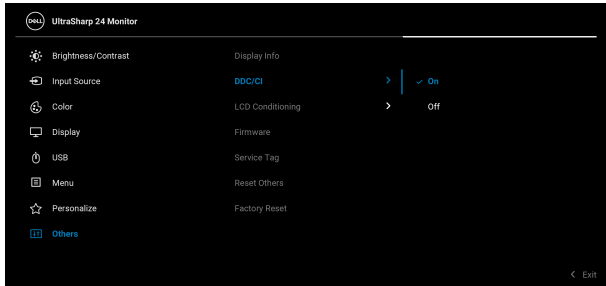 DELL UltraSharp 24 Monitor
Brightness/Contrast Display Info
Input Source DDC/CI On
Color LCD Conditioning Off
Display Firmware
USB Service Tag
Menu Reset Others
Personalize Factory Reset
Others
Exit